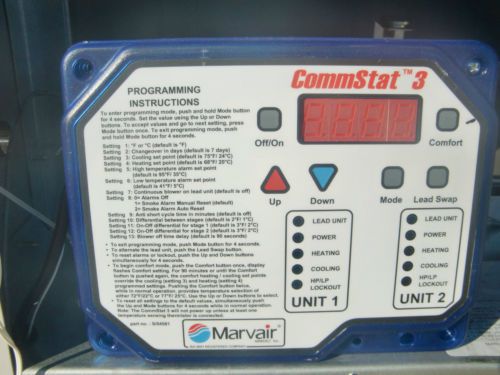 PROGRAMMING
INSTRUCTIONS
To enter programming mode, push and hold Mode button
for 4 seconds. Set the value using the Up or Down
buttons. To accept values and go to next setting, press
Mode button once. To exit programming mode, push
and hold Mode button for 4 seconds.
Setting 1: °F or °C (default is °F)
Setting 2: Changeover in days (default is 7 days)
Setting 3: Cooling set point (default is 75°F/ 24°C)
Setting 4: Heating set point (default is 68°F/ 20°C)
Setting 5: High temperature alarm set point
(default is 95°F/ 35°C)
Setting 6: Low temperature alarm set point
(default is 41°F/ 5°C)
Setting 7: Continuous blower on lead unit (default is off)
Setting 8: 0= Alarm Off
1= Smoke Alarm Manual Reset (default)
2= Smoke Alarm Auto Reset
Setting 9: Anti short cycle time in minutes (default is off)
Setting 10: Differential between stages (default is 2°F/ 1°C)
Setting 11: On-Off differential for stage 1 (default is 3°F/ 2°C)
Setting 12: On-Off differential for stage 2 (default is 3°F/ 2°C)
Setting 13: Blower off time delay (default is 90 seconds)
• To exit programming mode, push Mode button for 4 seconds.
• To alternate the lead unit, push the Lead Swap button.
• To reset alarms or lockout, push the Up and Down buttons
simultaneously for 4 seconds.
• To begin comfort mode, push the Comfort button once, display
flashes Comfort setting. For 90 minutes or until the Comfort
button is pushed again, the comfort heating / cooling set points
override the cooling (setting 3) and heating (setting 4)
programmed settings. Pushing the Comfort button twice,
while in normal operation, provides temperature selection of
either 72°F/22°C or 77°F/ 25°C. Use the Up or Down buttons to select.
• To reset all settings to the default values, simultaneously push
the Up and Mode buttons for 4 seconds while in normal operation.
Note: The CommStat 3 will not power up unless at least one
temperature sensing thermistor is connected.
part no. : S/04581
Marvair
AIRXCEL, Inc.
CommStat™ 3
Off/On
Comfort
Up
Down
Mode
Lead Swap
LEAD UNIT
POWER
HEATING
COOLING
HP/LP
LOCKOUT
UNIT 1
LEAD UNIT
POWER
HEATING
COOLING
HP/LP
LOCKOUT
UNIT 2